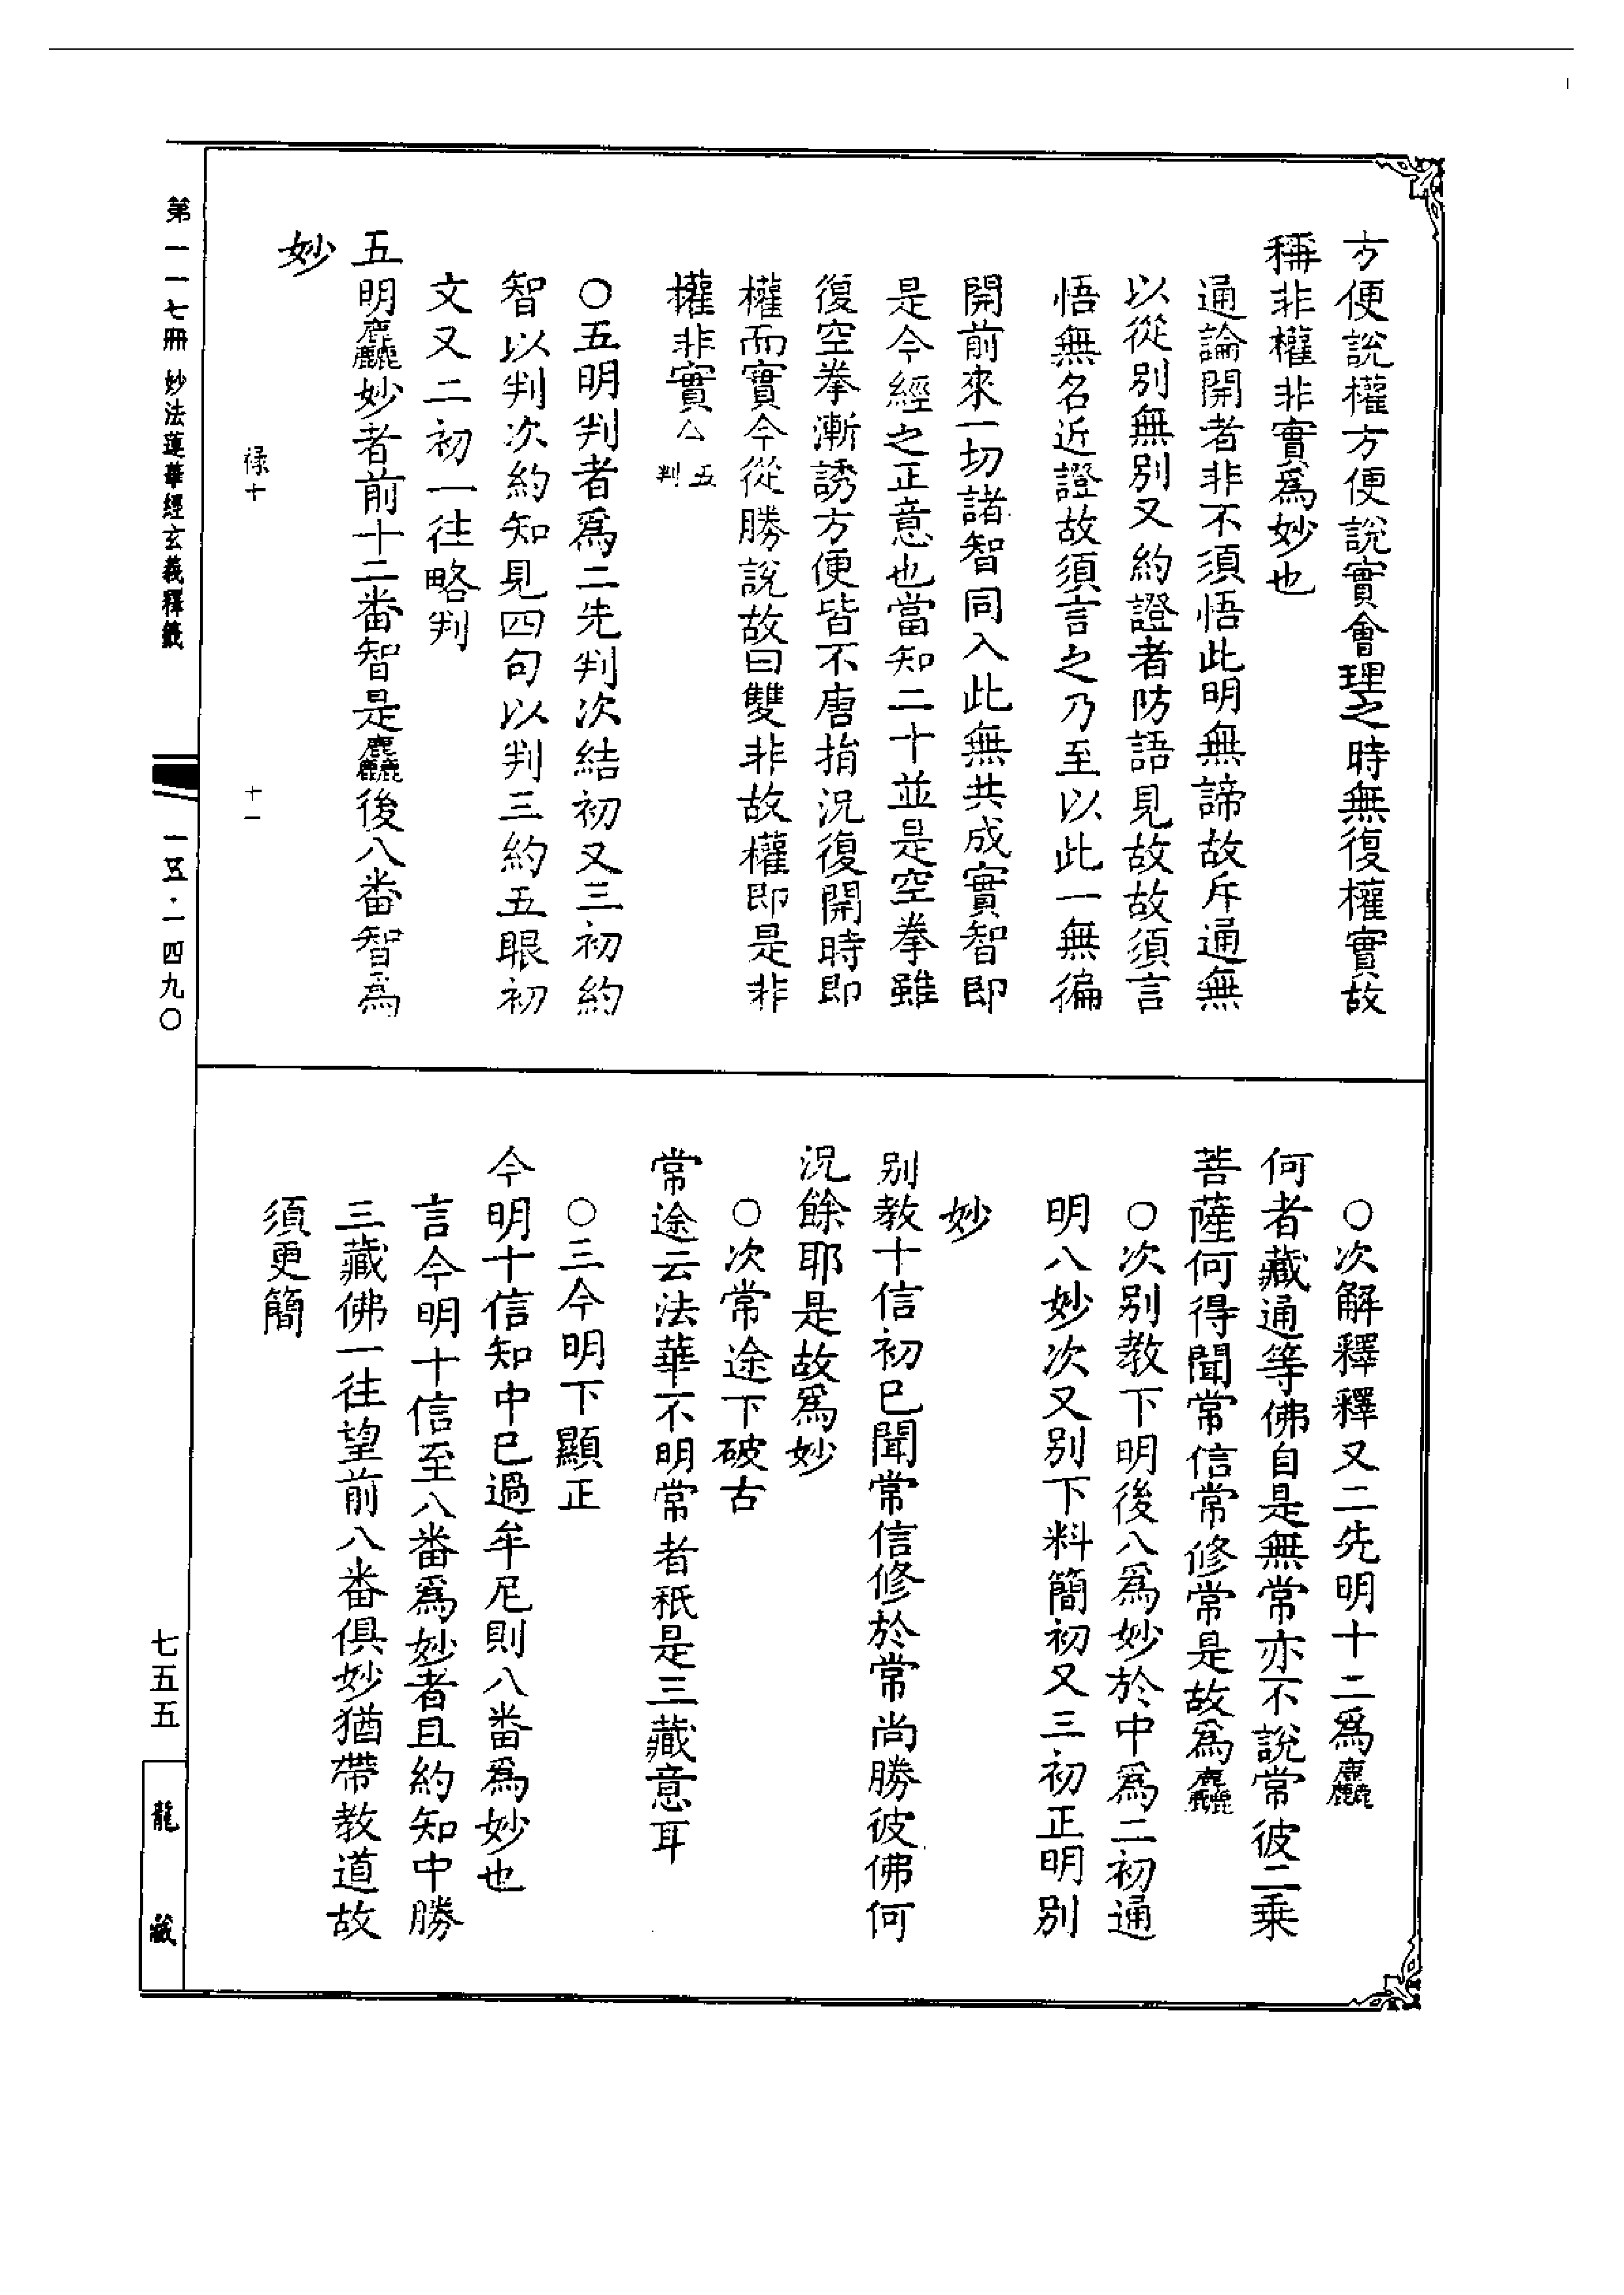 方便說權方便說實會理之時無復權實故
稱非權非實爲妙也
通論開者非不須悟此明無諦故斥通無
以從別無別又約證者防語見故故須言
悟無名近證故須言之乃至以此一無徧
開前來一切諸智同入此無共成實智即
是今經之正意也當知二十並是空拳雖
復空拳漸誘方便皆不唐捐況復開時即
權而實今從勝說故曰雙非故權即是非
權非實厶五判
○五明判者爲二先判次結初又三初約
智以判次約知見四句以判三約五眼初
文又二初一往略判
五明麤妙者前十二番智是麤後八番智爲
妙
祿十
十一
○次解釋釋又二先明十二爲麤
何者藏通等佛自是無常亦不說常彼二乘
菩薩何得聞常信常修常是故爲麤
○次別教下明後八爲妙於中爲二初通
明八妙次又別下料簡初又三初正明別
妙
別教十信初已聞常信修於常尚勝彼佛何
況餘耶是故爲妙
○次常途下破古
常途云法華不明常者秖是三藏意耳
○三今明下顯正
今明十信知中已過牟尼則八番爲妙也
言今明十信至八番爲妙者且約知中勝
三藏佛一往望前八番俱妙猶帶教道故
須更簡
第一一七冊 妙法蓮華經玄義釋籤
一五·一四九〇
七五五
龍藏